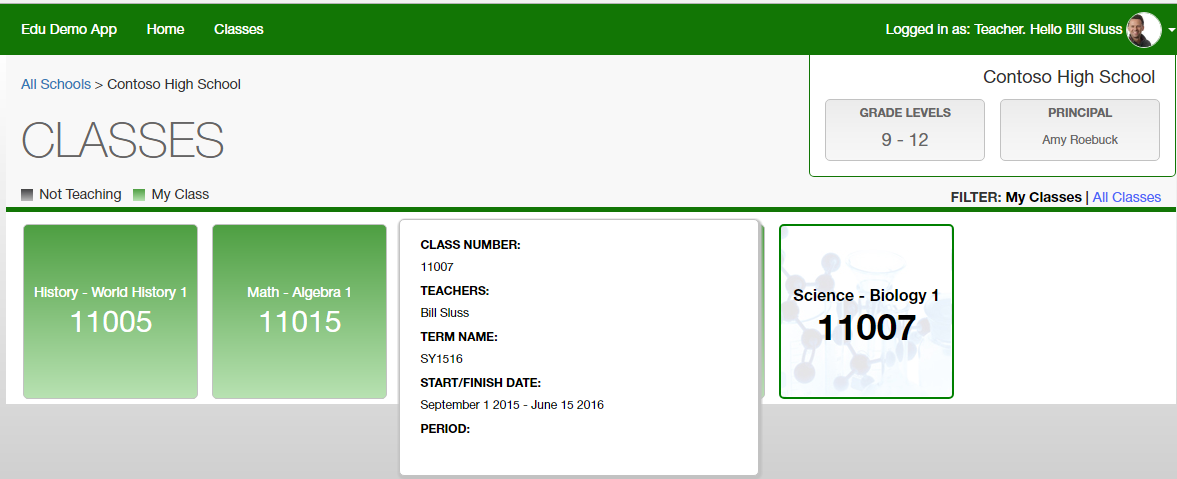 Edu Demo App Home Classes Logged in as: Teacher. Hello Bill Sluss
All Schools > Contoso High School
Contoso High School
GRADE LEVELS
9 - 12
PRINCIPAL
Amy Roebuck
CLASSES
Not Teaching My Class
FILTER: My Classes | All Classes
History - World History 1
11005
Math - Algebra 1
11015
CLASS NUMBER:
11007
TEACHERS:
Bill Sluss
TERM NAME:
SY1516
START/FINISH DATE:
September 1 2015 - June 15 2016
PERIOD:
Science - Biology 1
11007